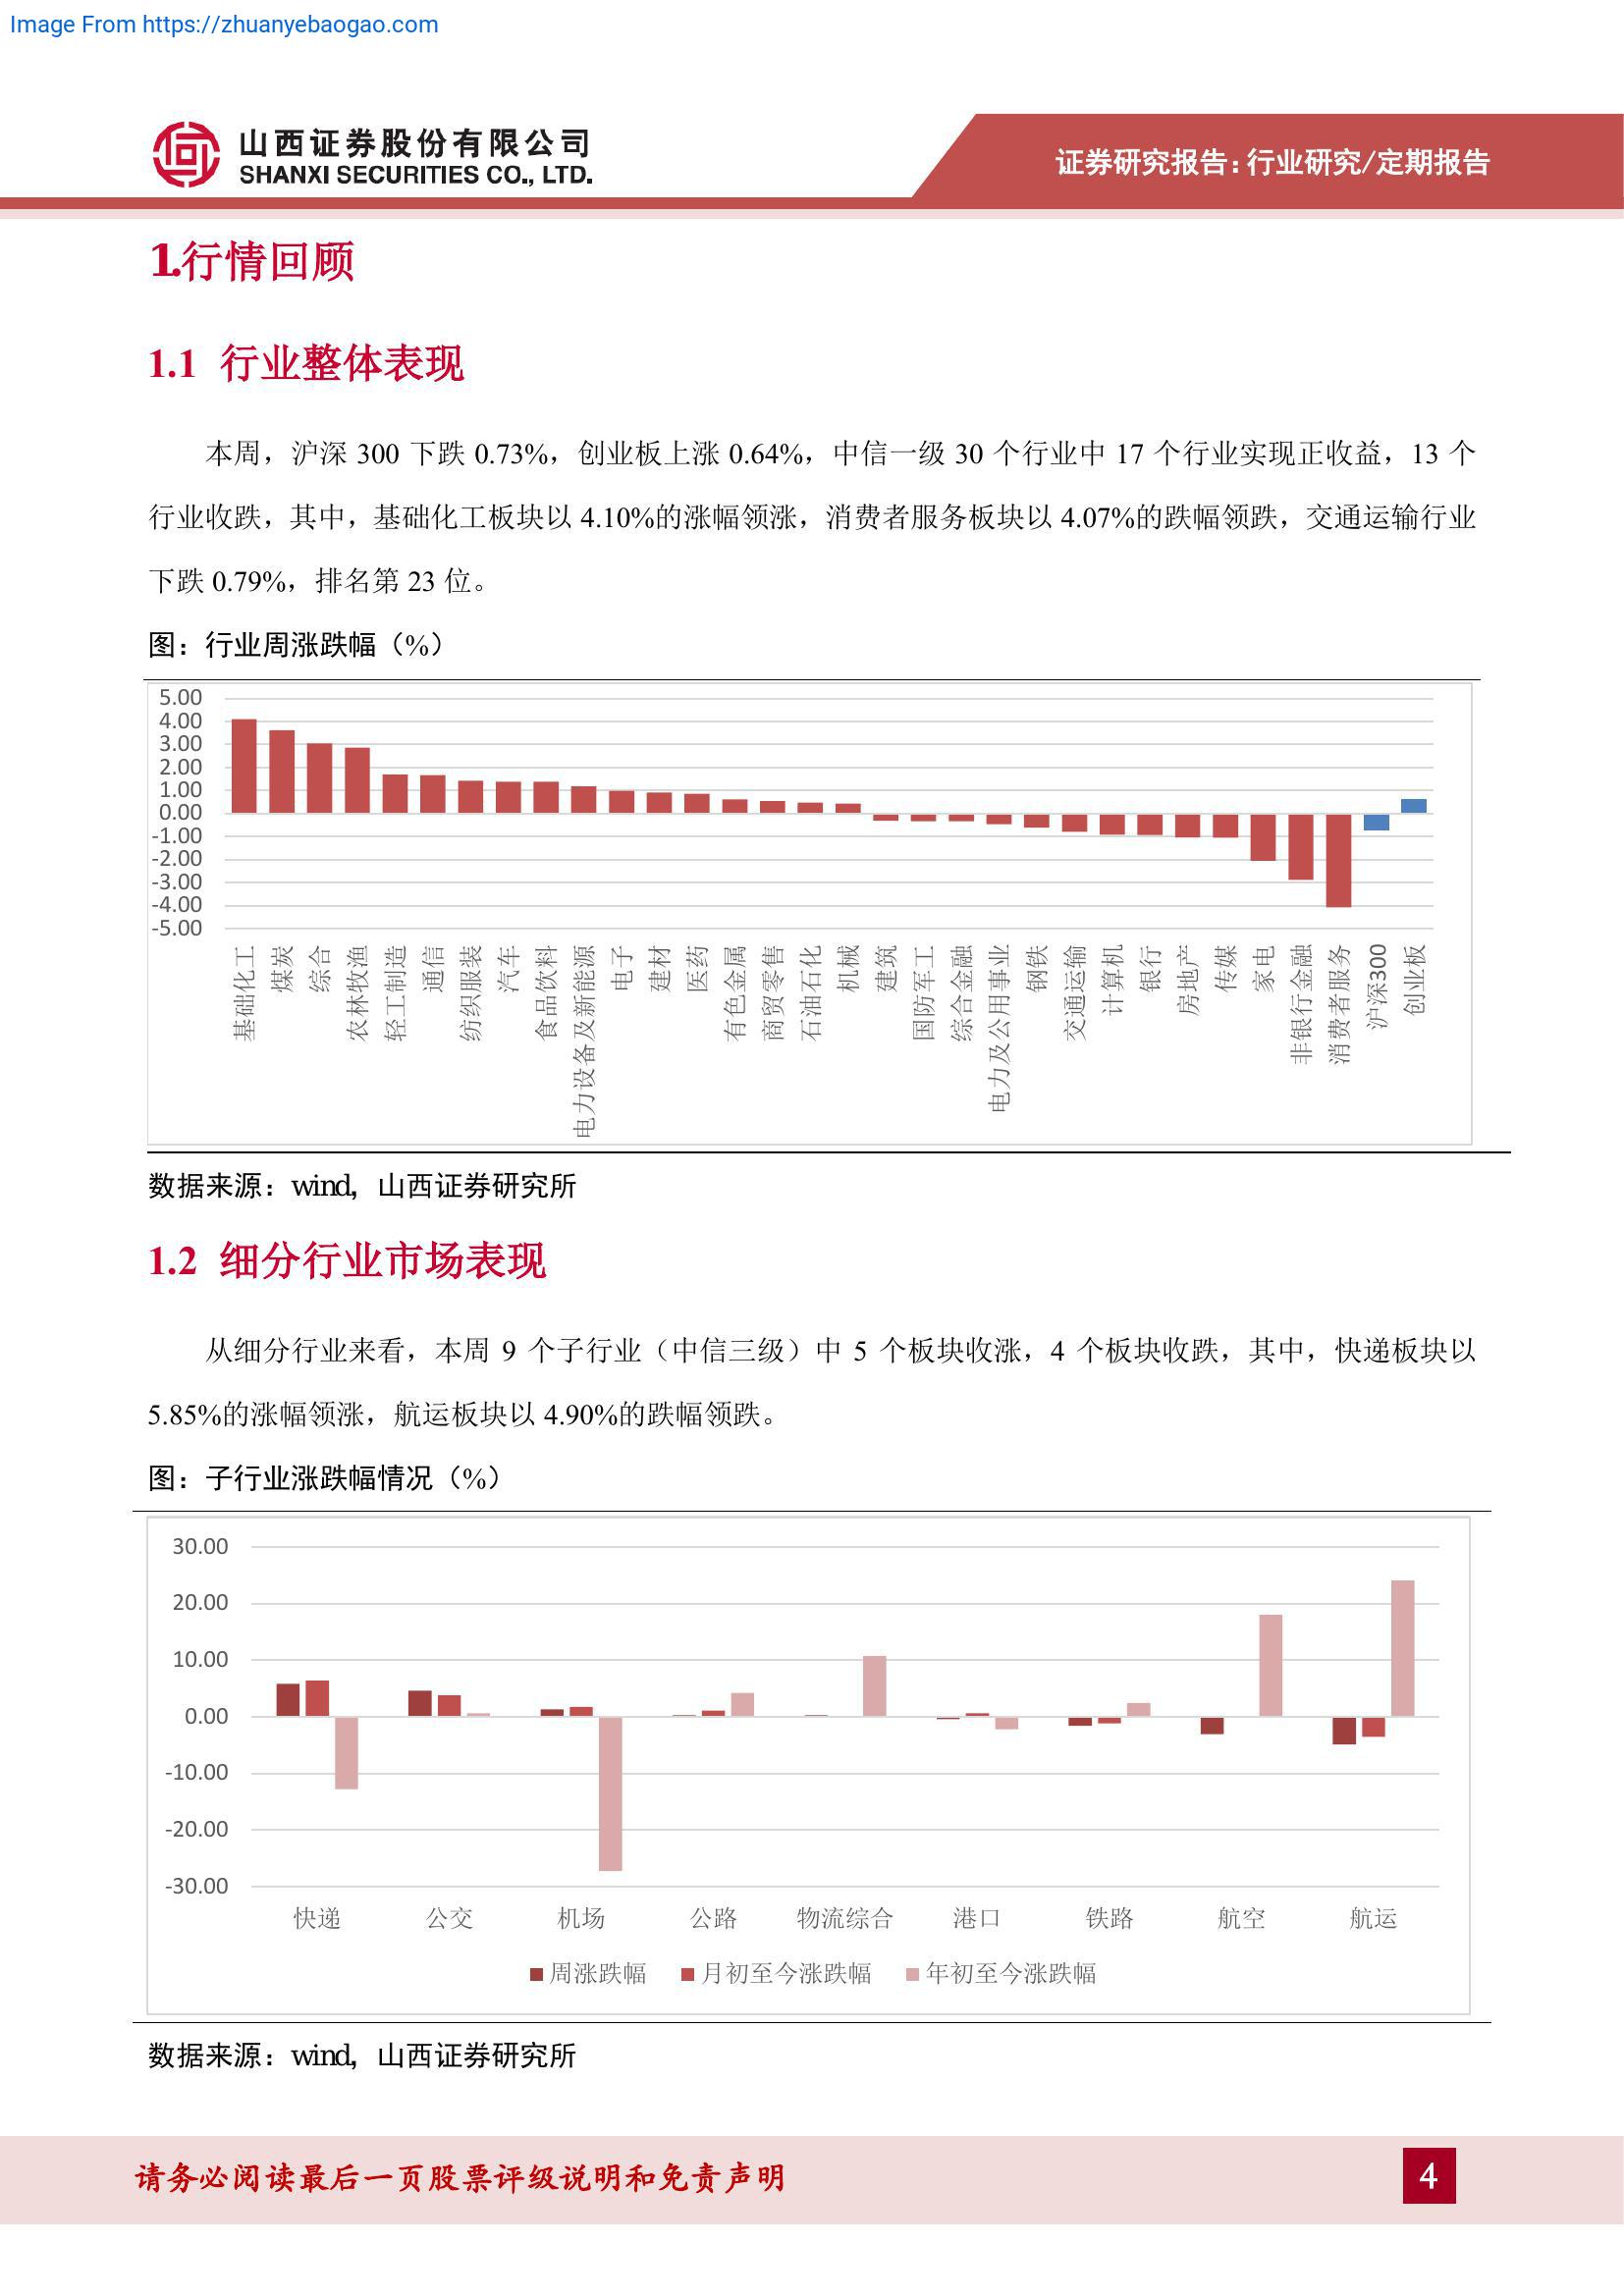 Image From https://zhuanyebaogao.com
山西证券股份有限公司
SHANXI SECURITIES CO., LTD.
证券研究报告：行业研究/定期报告
1.行情回顾
1.1 行业整体表现
本周，沪深 300 下跌 0.73%，创业板上涨 0.64%，中信一级 30 个行业中 17 个行业实现正收益，13 个
行业收跌，其中，基础化工板块以 4.10%的涨幅领涨，消费者服务板块以 4.07%的跌幅领跌，交通运输行业
下跌 0.79%，排名第 23 位。
图：行业周涨跌幅（%）
5.00
4.00
3.00
2.00
1.00
0.00
-1.00
-2.00
-3.00
-4.00
-5.00
基础化工
煤炭
综合
农林牧渔
轻工制造
通信
纺织服装
汽车
食品饮料
电力设备及新能源
电子
建材
医药
有色金属
商贸零售
石油石化
机械
建筑
国防军工
综合金融
电力及公用事业
钢铁
交通运输
计算机
银行
房地产
传媒
家电
非银行金融
消费者服务
沪深300
创业板
数据来源：wind，山西证券研究所
1.2 细分行业市场表现
从细分行业来看，本周 9 个子行业（中信三级）中 5 个板块收涨，4 个板块收跌，其中，快递板块以
5.85%的涨幅领涨，航运板块以 4.90%的跌幅领跌。
图：子行业涨跌幅情况（%）
30.00
20.00
10.00
0.00
-10.00
-20.00
-30.00
快递 公交 机场 公路 物流综合 港口 铁路 航空 航运
周涨跌幅 月初至今涨跌幅 年初至今涨跌幅
数据来源：wind，山西证券研究所
请务必阅读最后一页股票评级说明和免责声明
4